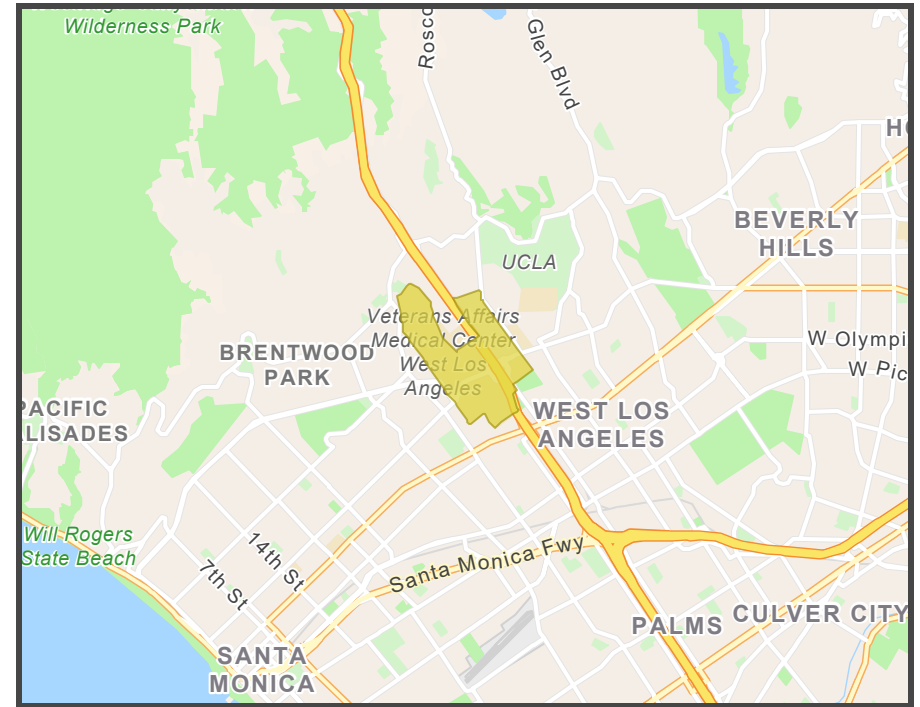 Wilderness Park
Rosco
Glen Blvd
HO
BEVERLY
HILLS
UCLA
Veterans Affairs
Medical Center
West Los
Angeles
W Olympi
W Pic
BRENTWOOD
PARK
PACIFIC
LISADES
WEST LOS
ANGELES
Will Rogers
State Beach
14th St
7th St
Santa Monica Fwy
PALMS
CULVER CITY
SANTA
MONICA